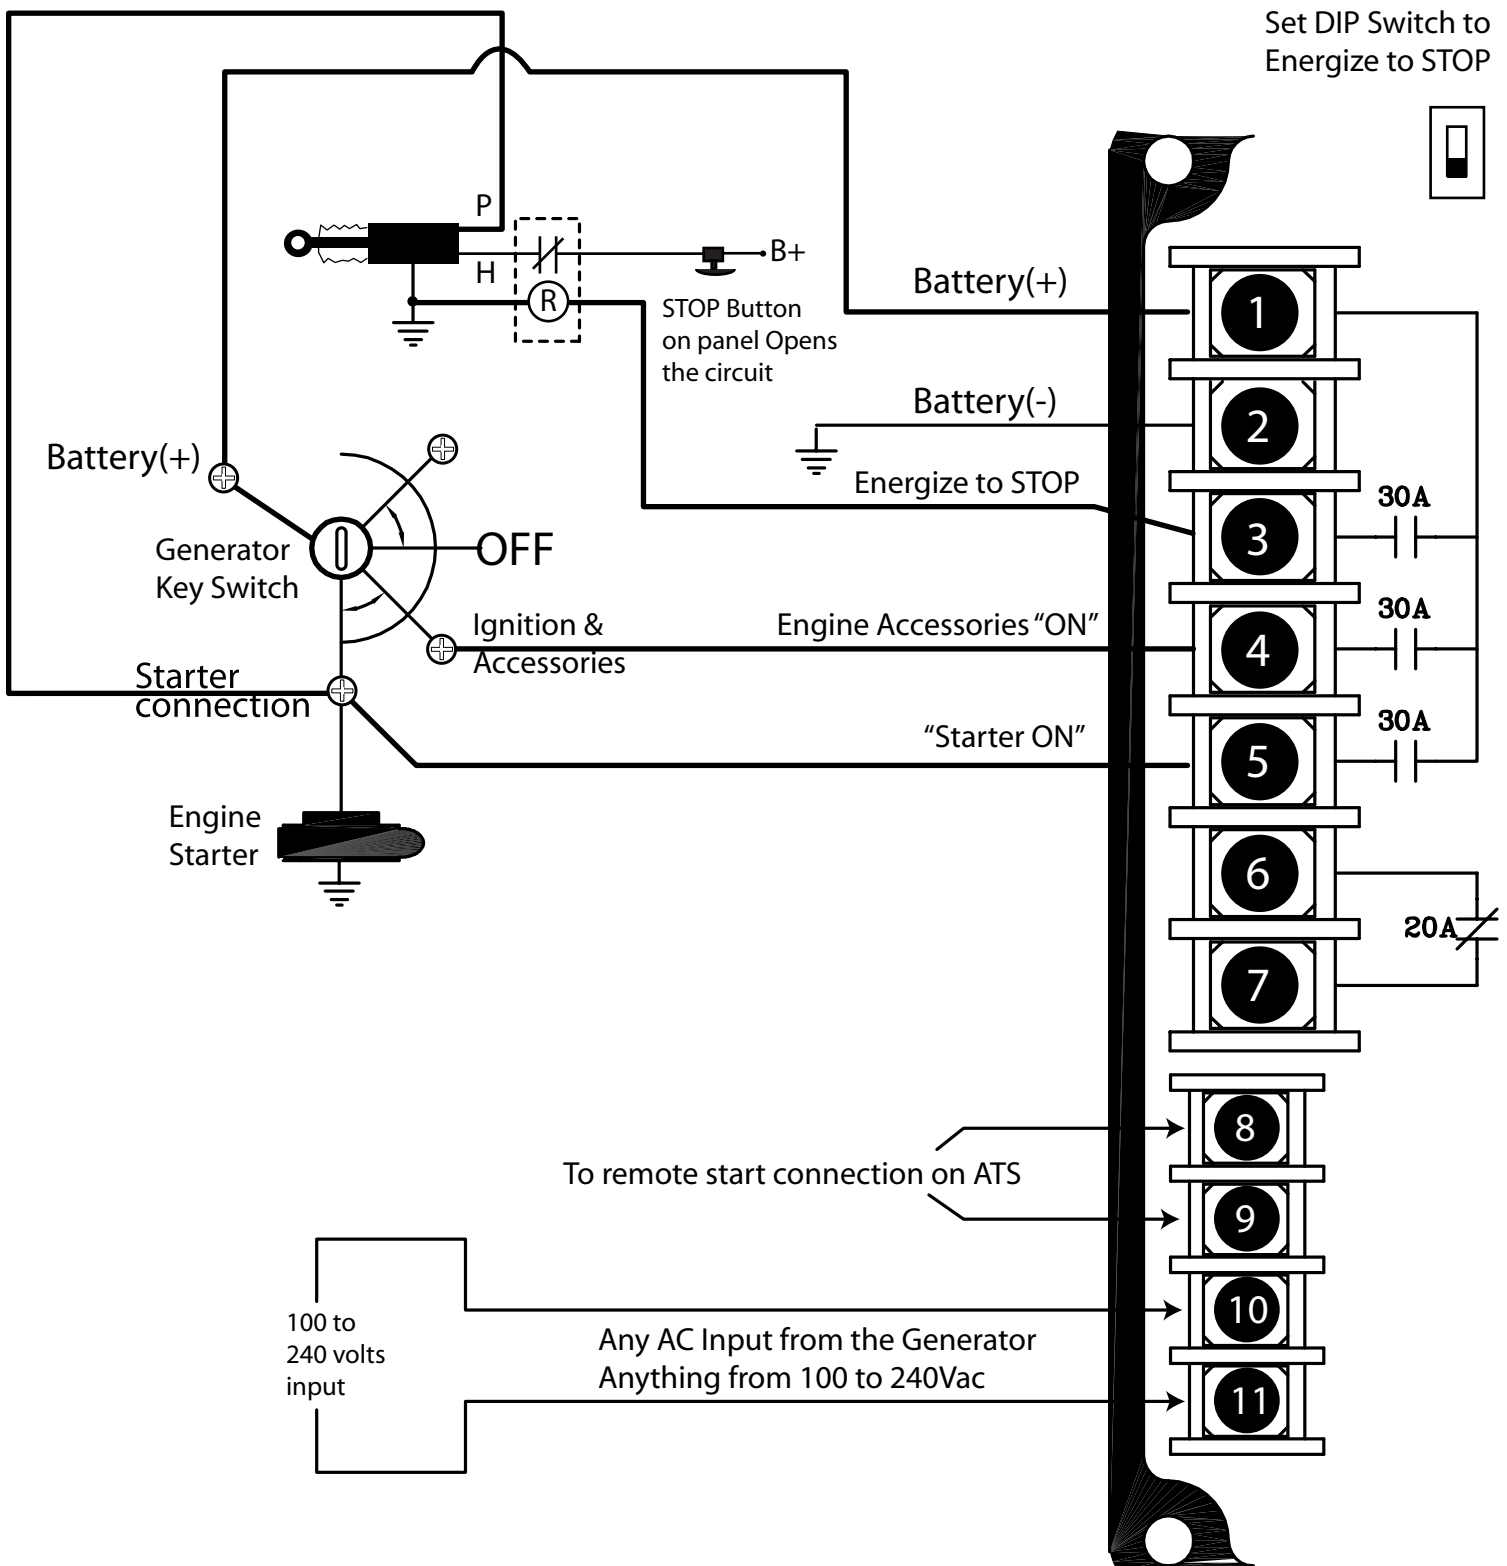 Set DIP Switch to
Energize to STOP
P
H
R
B+
STOP Button
on panel Opens
the circuit
Battery(+)
1
Battery(-)
2
Battery(+)
Energize to STOP
3
30A
Generator
Key Switch
OFF
Ignition &
Accessories
Engine Accessories “ON”
4
30A
Starter
connection
“Starter ON”
5
30A
Engine
Starter
6
20A
7
8
To remote start connection on ATS
9
100 to
240 volts
input
10
Any AC Input from the Generator
Anything from 100 to 240Vac
11